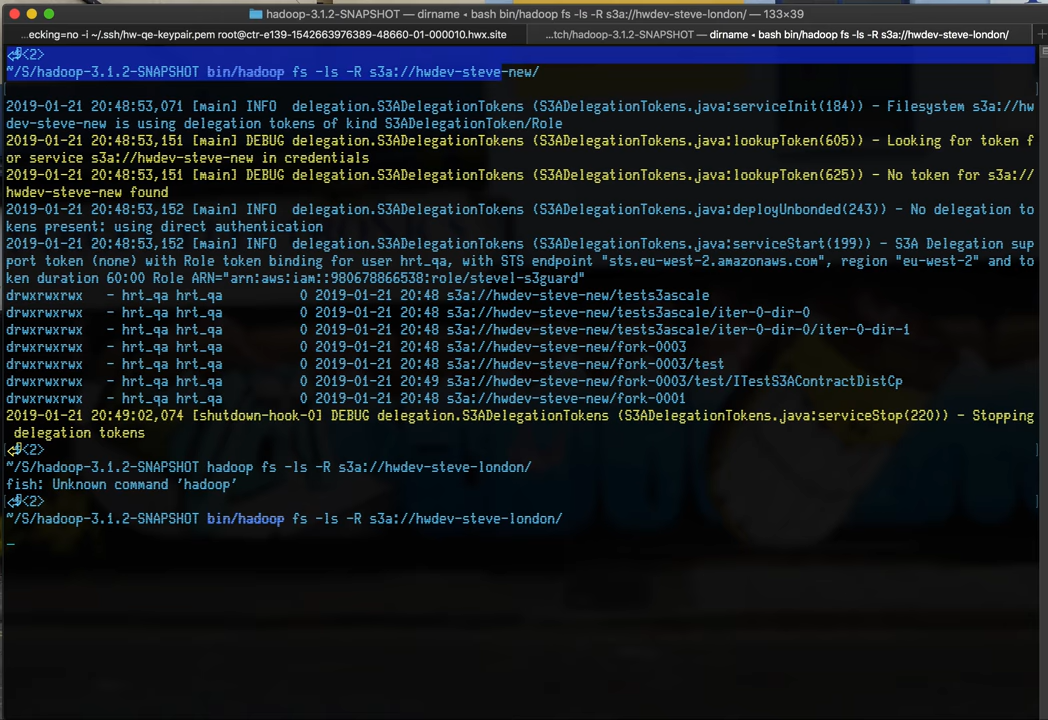 hadoop-3.1.2-SNAPSHOT — dirname ◂ bash bin/hadoop fs -ls -R s3a://hwdev-steve-london/ — 133×39
...ecking=no -i ~/.ssh/hw-qe-keypair.pem root@ctr-e139-1542663976389-48660-01-000010.hwx.site
...tch/hadoop-3.1.2-SNAPSHOT — dirname ◂ bash bin/hadoop fs -ls -R s3a://hwdev-steve-london/
<2>
~/S/hadoop-3.1.2-SNAPSHOT bin/hadoop fs -ls -R s3a://hwdev-steve-new/
2019-01-21 20:48:53,071 [main] INFO  delegation.S3ADelegationTokens (S3ADelegationTokens.java:serviceInit(184)) - Filesystem s3a://hw
dev-steve-new is using delegation tokens of kind S3ADelegationToken/Role
2019-01-21 20:48:53,151 [main] DEBUG delegation.S3ADelegationTokens (S3ADelegationTokens.java:lookupToken(605)) - Looking for token f
or service s3a://hwdev-steve-new in credentials
2019-01-21 20:48:53,151 [main] DEBUG delegation.S3ADelegationTokens (S3ADelegationTokens.java:lookupToken(625)) - No token for s3a://
hwdev-steve-new found
2019-01-21 20:48:53,152 [main] INFO  delegation.S3ADelegationTokens (S3ADelegationTokens.java:deployUnbonded(243)) - No delegation to
kens present: using direct authentication
2019-01-21 20:48:53,152 [main] INFO  delegation.S3ADelegationTokens (S3ADelegationTokens.java:serviceStart(199)) - S3A Delegation sup
port token (none) with Role token binding for user hrt_qa, with STS endpoint "sts.eu-west-2.amazonaws.com", region "eu-west-2" and to
ken duration 60:00 Role ARN="arn:aws:iam::980678866538:role/stevel-s3guard"
drwxrwxrwx   - hrt_qa hrt_qa          0 2019-01-21 20:48 s3a://hwdev-steve-new/tests3ascale
drwxrwxrwx   - hrt_qa hrt_qa          0 2019-01-21 20:48 s3a://hwdev-steve-new/tests3ascale/iter-0-dir-0
drwxrwxrwx   - hrt_qa hrt_qa          0 2019-01-21 20:48 s3a://hwdev-steve-new/tests3ascale/iter-0-dir-0/iter-0-dir-1
drwxrwxrwx   - hrt_qa hrt_qa          0 2019-01-21 20:48 s3a://hwdev-steve-new/fork-0003
drwxrwxrwx   - hrt_qa hrt_qa          0 2019-01-21 20:48 s3a://hwdev-steve-new/fork-0003/test
drwxrwxrwx   - hrt_qa hrt_qa          0 2019-01-21 20:49 s3a://hwdev-steve-new/fork-0003/test/ITestS3AContractDistCp
drwxrwxrwx   - hrt_qa hrt_qa          0 2019-01-21 20:48 s3a://hwdev-steve-new/fork-0001
2019-01-21 20:49:02,074 [shutdown-hook-0] DEBUG delegation.S3ADelegationTokens (S3ADelegationTokens.java:serviceStop(220)) - Stopping
 delegation tokens
<2>
~/S/hadoop-3.1.2-SNAPSHOT hadoop fs -ls -R s3a://hwdev-steve-london/
fish: Unknown command 'hadoop'
<2>
~/S/hadoop-3.1.2-SNAPSHOT bin/hadoop fs -ls -R s3a://hwdev-steve-london/